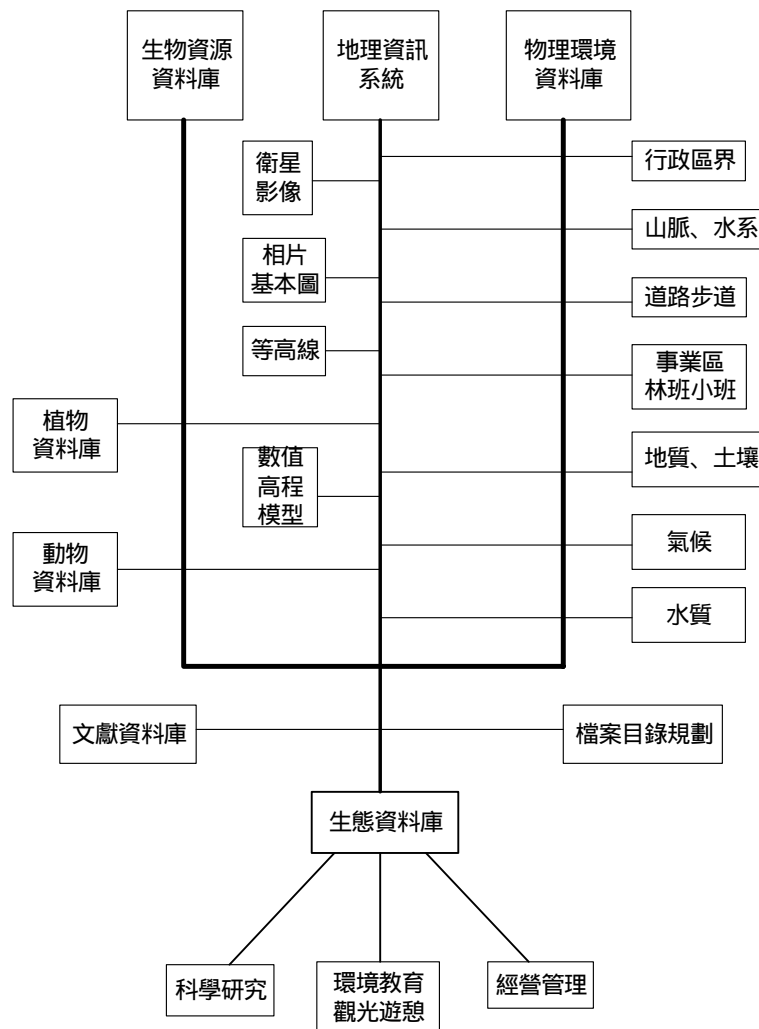 生物資源
資料庫
地理資訊
系統
物理環境
資料庫
衛星
影像
行政區界
山脈、水系
相片
基本圖
道路步道
等高線
事業區
林班小班
植物
資料庫
數值
高程
模型
地質、土壤
動物
資料庫
氣候
水質
文獻資料庫
檔案目錄規劃
生態資料庫
科學研究
環境教育
觀光遊憩
經營管理